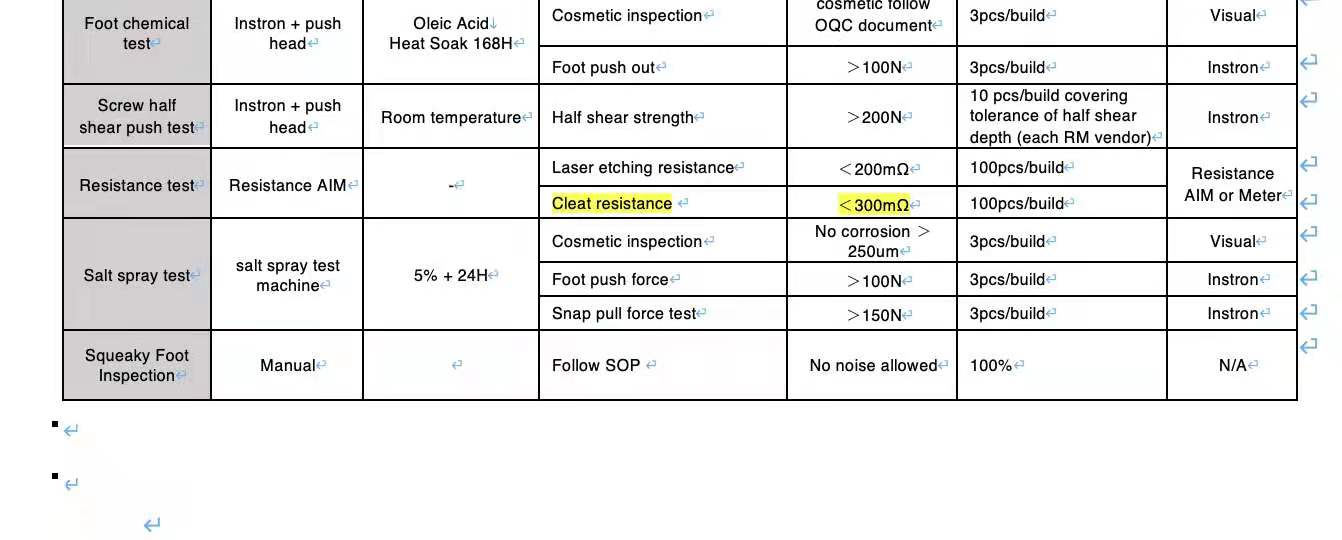 cosmetic follow
Foot chemical
test
Instron + push
head
Oleic Acid↓
Heat Soak 168H
Cosmetic inspection
OQC document
3pcs/build
Visual
Foot push out
>100N
3pcs/build
Instron
Screw half
shear push test
Instron + push
head
Room temperature
Half shear strength
>200N
10 pcs/build covering
tolerance of half shear
depth (each RM vendor)
Instron
Resistance test
Resistance AIM
-
Laser etching resistance
<200mΩ
100pcs/build
Resistance
AIM or Meter
Cleat resistance
<300mΩ
100pcs/build
Salt spray test
salt spray test
machine
5% + 24H
Cosmetic inspection
No corrosion >
250um
3pcs/build
Visual
Foot push force
>100N
3pcs/build
Instron
Snap pull force test
>150N
3pcs/build
Instron
Squeaky Foot
Inspection
Manual
Follow SOP
No noise allowed
100%
N/A